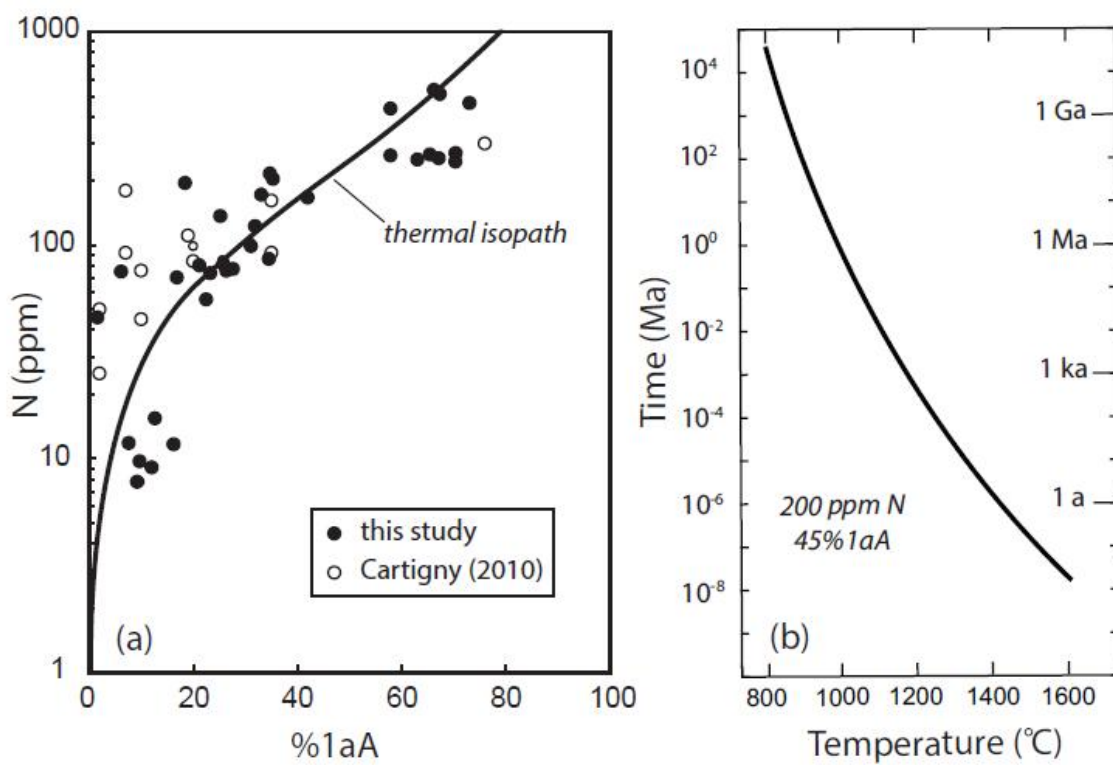 1000
100
10
1
N (ppm)
thermal isopath
this study
Cartigny (2010)
(a)
0 20 40 60 80 100
%1aA
10⁴
10²
10⁰
10⁻²
10⁻⁴
10⁻⁶
10⁻⁸
Time (Ma)
1 Ga
1 Ma
1 ka
1 a
200 ppm N
45%1aA
(b)
800 1000 1200 1400 1600
Temperature (°C)